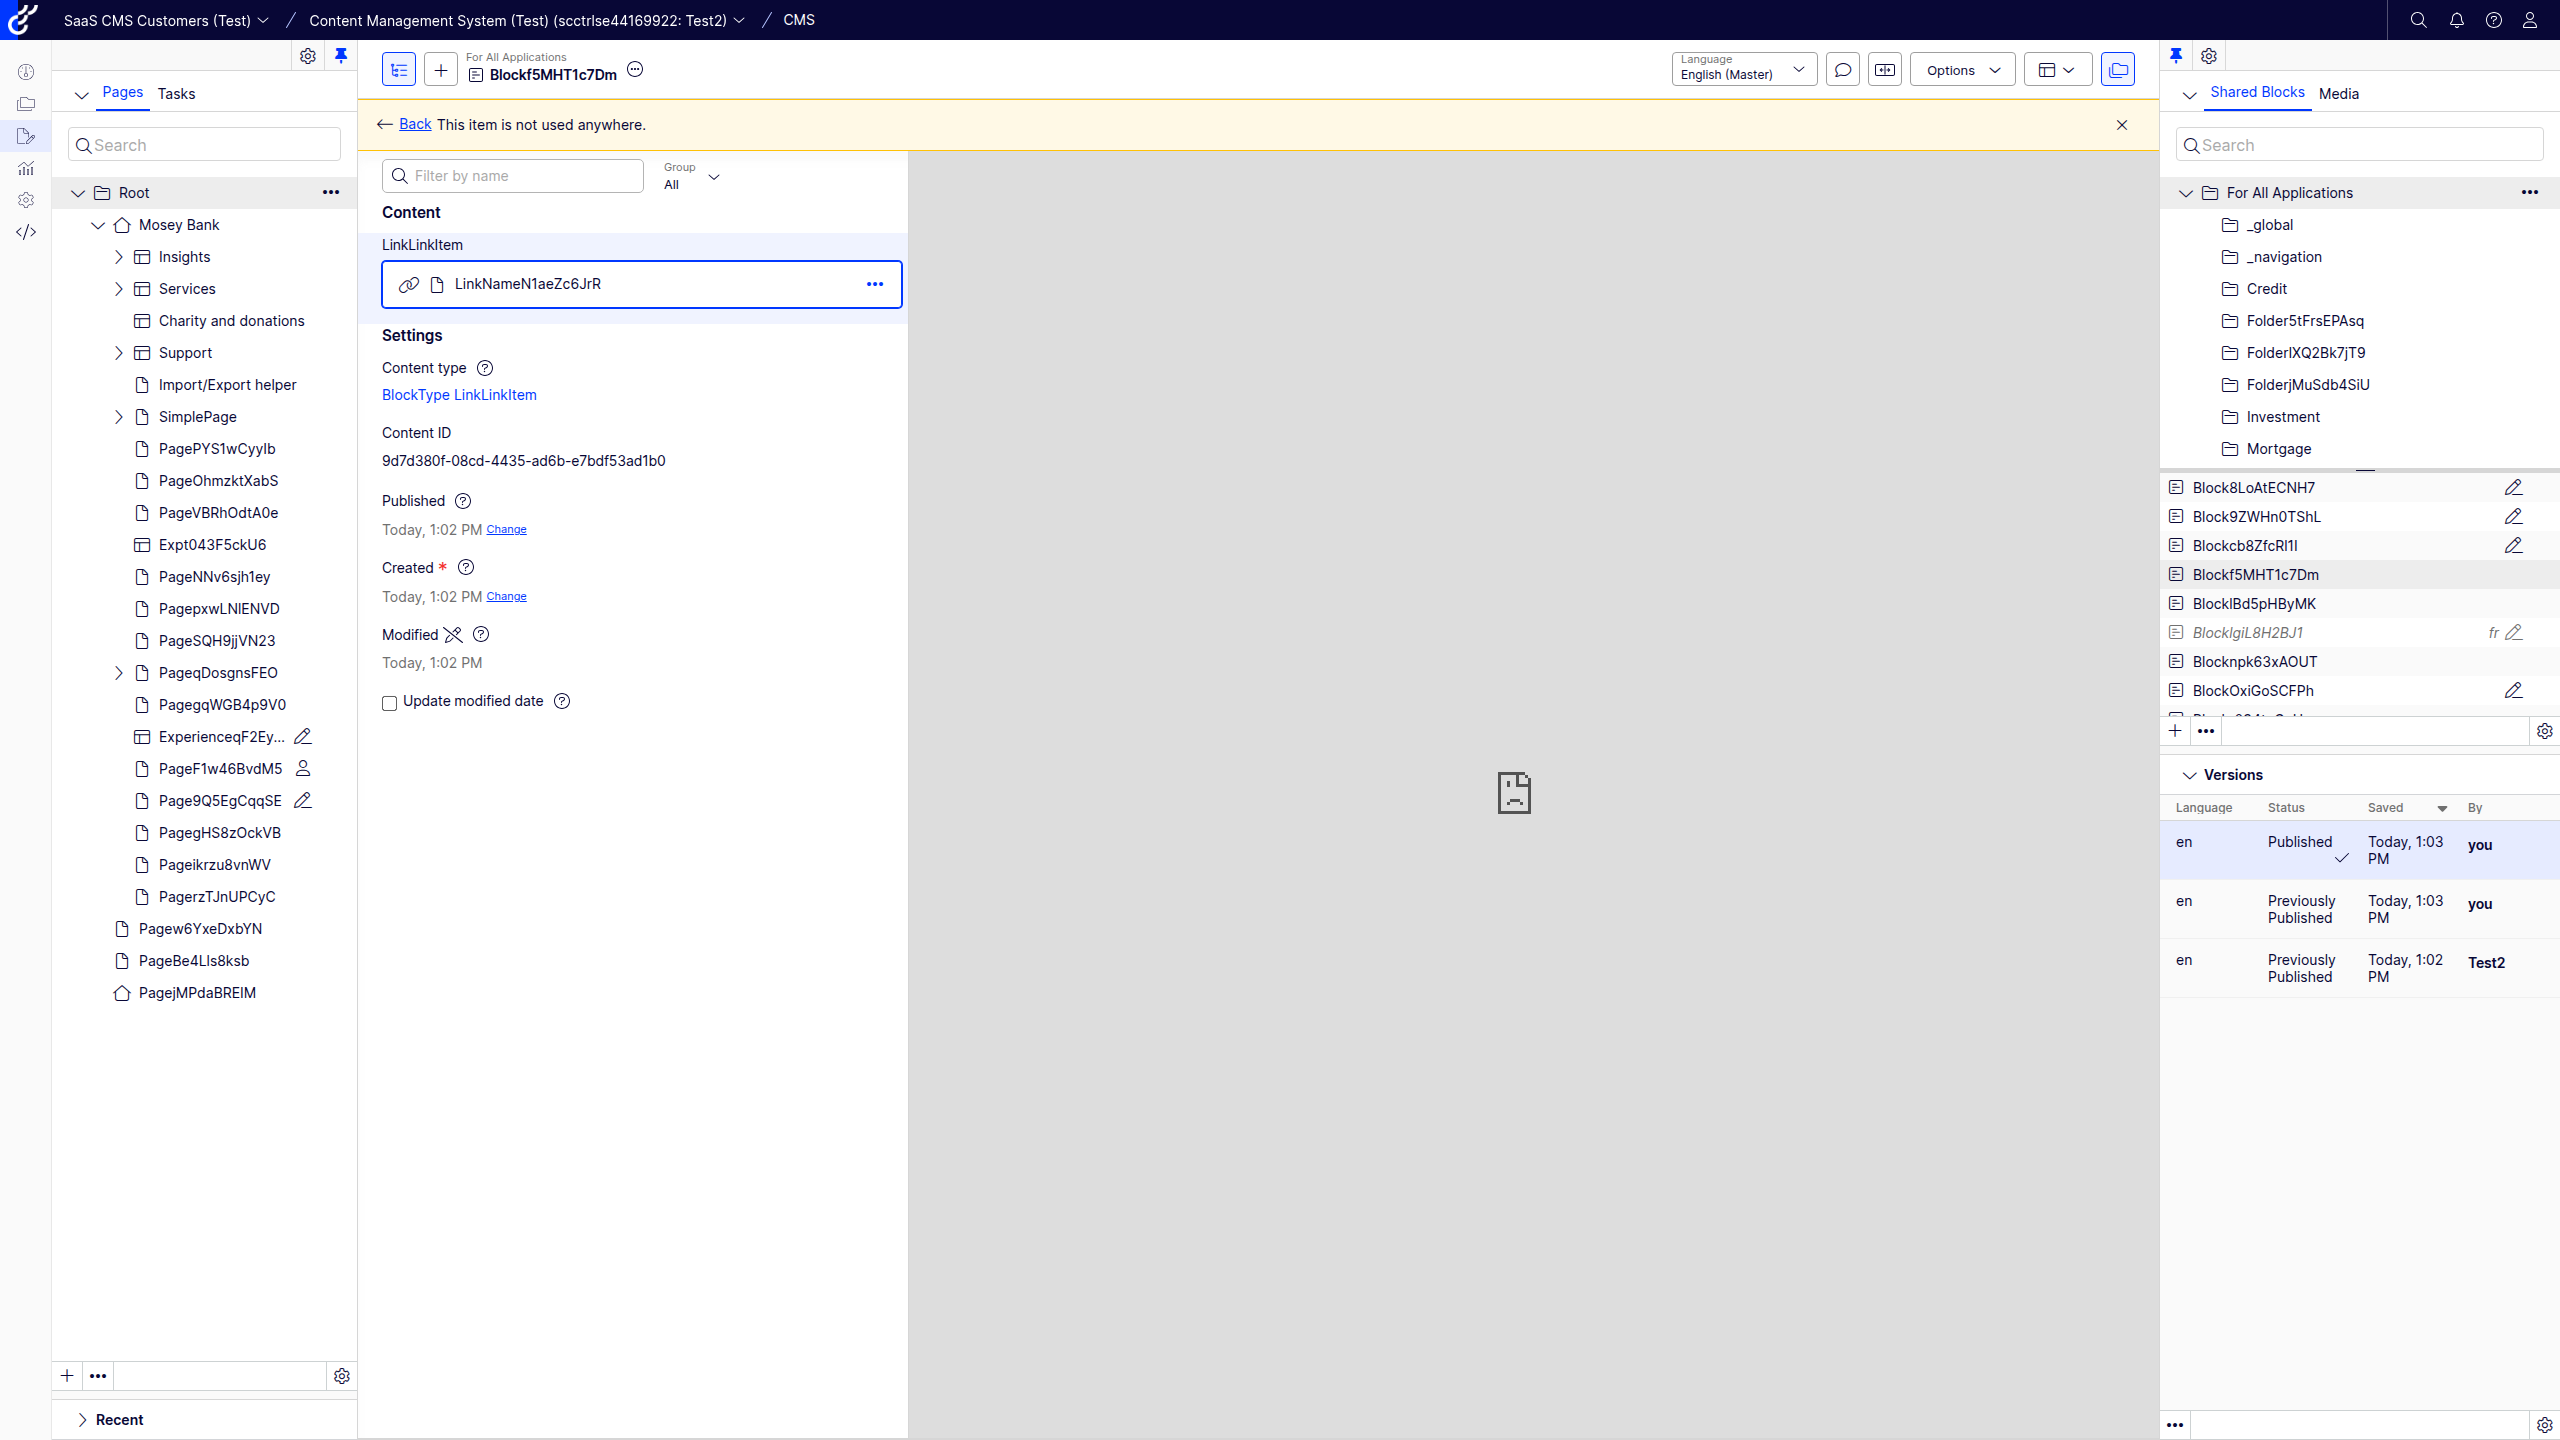 SaaS CMS Customers (Test) / Content Management System (Test) (scctrlse44169922: Test2) / CMS
Pages Tasks
Search
Root
Mosey Bank
Insights
Services
Charity and donations
Support
Import/Export helper
SimplePage
PagePYS1wCyyIb
PageOhmzktXabS
PageVBRhOdtA0e
Expt043F5ckU6
PageNNv6sjh1ey
PagepxwLNlENVD
PageSQH9jjVN23
PageqDosgnsFEO
PagegqWGB4p9V0
ExperienceqF2Ey...
PageF1w46BvdM5
Page9Q5EgCqqSE
PagegHS8zOckVB
Pageikrzu8vnWV
PagerzTJnUPCyC
Pagew6YxeDxbYN
PageBe4Lls8ksb
PagejMPdaBREIM
Recent
For All Applications
Blockf5MHT1c7Dm
Language
English (Master)
Options
Back This item is not used anywhere.
Filter by name
Group
All
Content
LinkLinkItem
LinkNameN1aeZc6JrR
Settings
Content type
BlockType LinkLinkItem
Content ID
9d7d380f-08cd-4435-ad6b-e7bdf53ad1b0
Published
Today, 1:02 PM Change
Created *
Today, 1:02 PM Change
Modified
Today, 1:02 PM
Update modified date
Shared Blocks Media
Search
For All Applications
_global
_navigation
Credit
Folder5tFrsEPAsq
FolderIXQ2Bk7jT9
FolderjMuSdb4SiU
Investment
Mortgage
Block8LoAtECNH7
Block9ZWHn0TShL
Blockcb8ZfcRl1I
Blockf5MHT1c7Dm
BlocklBd5pHByMK
BlocklgiL8H2BJ1 fr
Blocknpk63xAOUT
BlockOxiGoSCFPh
Versions
Language Status Saved By
en Published Today, 1:03 PM you
en Previously Published Today, 1:03 PM you
en Previously Published Today, 1:02 PM Test2